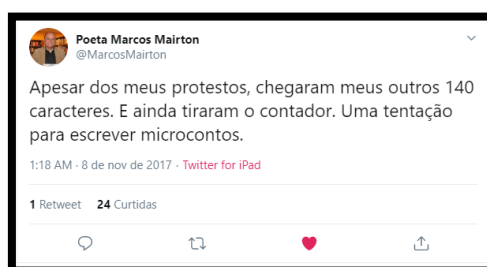 Poeta Marcos Mairton
@MarcosMairton
Apesar dos meus protestos, chegaram meus outros 140
caracteres. E ainda tiraram o contador. Uma tentação
para escrever microcontos.
1:18 AM · 8 de nov de 2017 · Twitter for iPad
1 Retweet 24 Curtidas